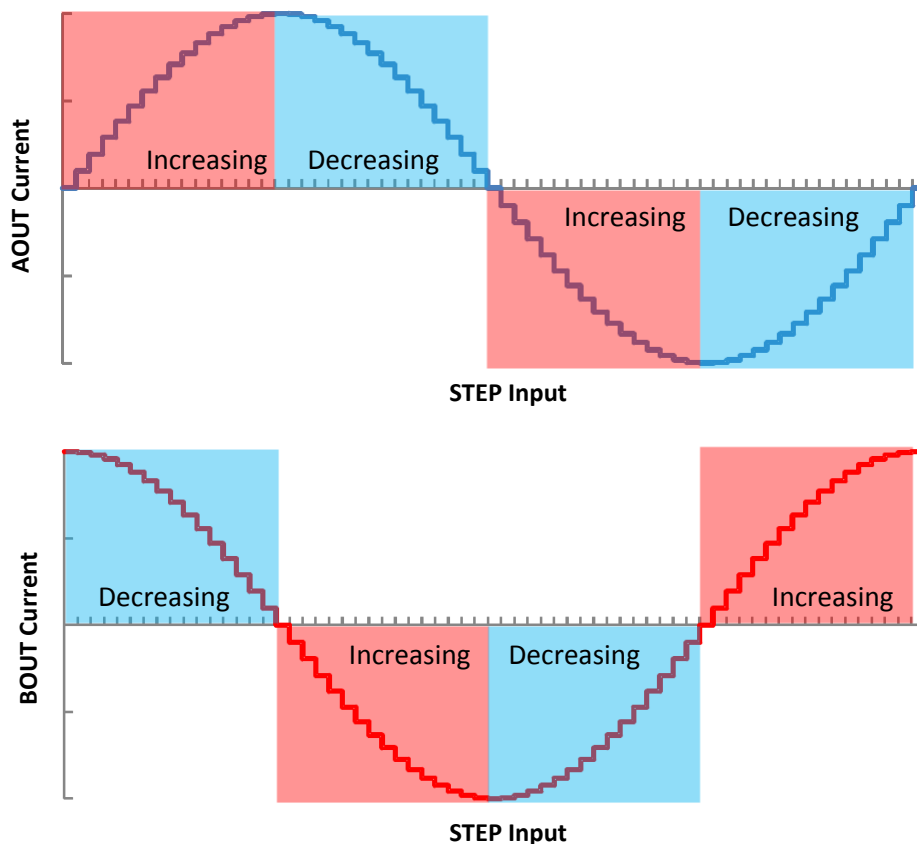 AOUT Current
Increasing
Decreasing
Increasing
Decreasing
STEP Input
BOUT Current
Decreasing
Increasing
Increasing
Decreasing
STEP Input